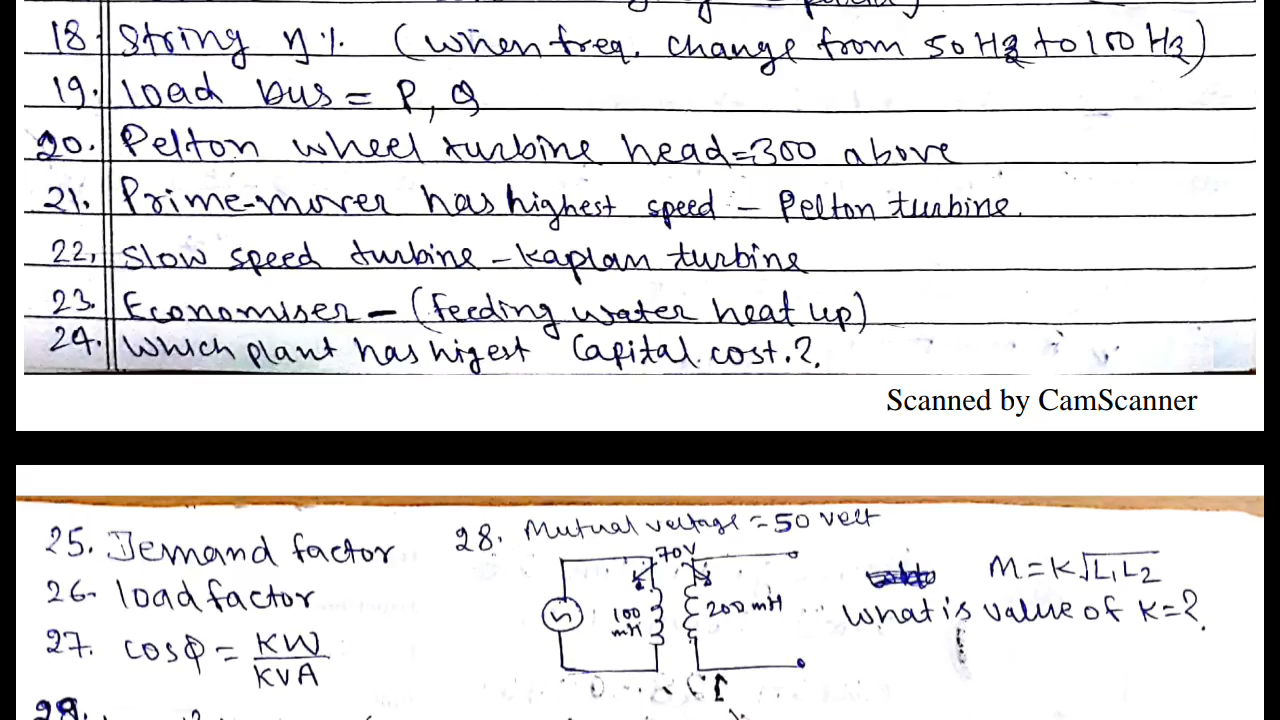 18. String η% (when freq. change from 50Hz to 100 Hz)
19. load bus = P, Q
20. Pelton wheel turbine head=300 above
21. Prime-mover has highest speed - Pelton turbine.
22. slow speed turbine - kaplan turbine
23. Economiser - (feeding water heat up)
24. which plant has higest Capital cost.?
Scanned by CamScanner
25. Demand factor
26. load factor
27. cosφ = KW/KVA
28. Mutual voltage = 50 volt
70V
100 mH
200 mH
M=K√L1L2
what is value of K=?